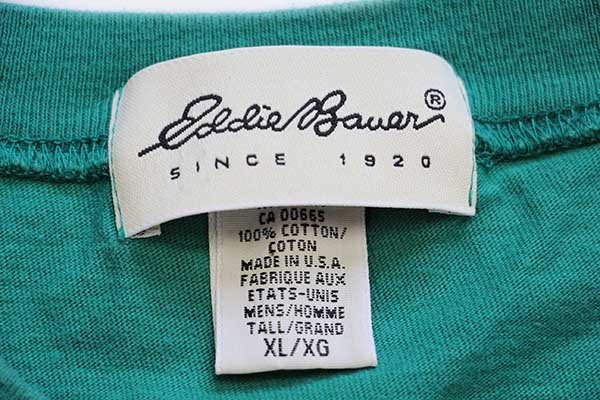 Eddie Bauer®
SINCE 1920
CA 00665
100% COTTON/
COTON
MADE IN U.S.A.
FABRIQUE AUX
ETATS-UNIS
MENS/HOMME
TALL/GRAND
XL/XG